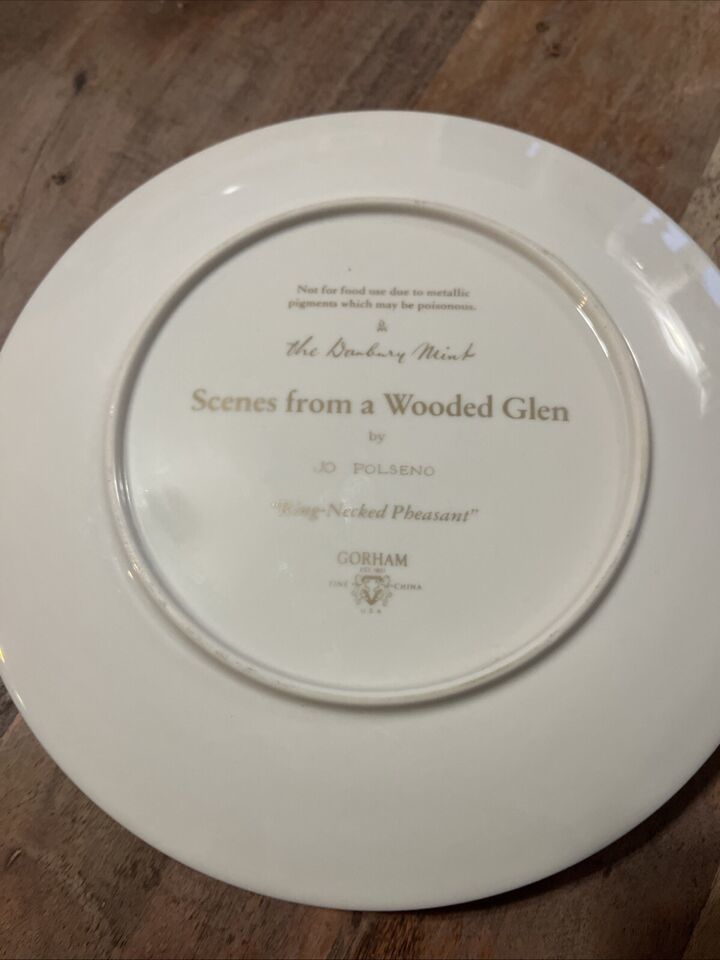 Not for food use due to metallic
pigments which may be poisonous.
the Danbury Mint
Scenes from a Wooded Glen
by
JO POLSENO
"Ring-Necked Pheasant"
GORHAM
FINE CHINA
USA